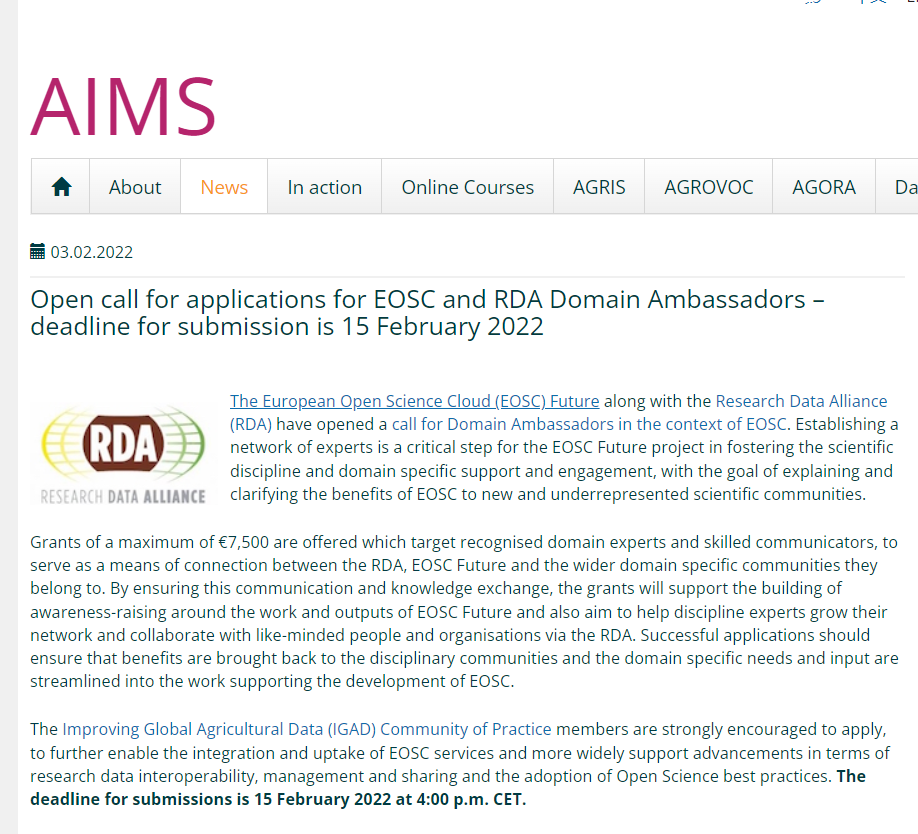 AIMS
About
News
In action
Online Courses
AGRIS
AGROVOC
AGORA
Da
03.02.2022
Open call for applications for EOSC and RDA Domain Ambassadors –
deadline for submission is 15 February 2022
RDA
RESEARCH DATA ALLIANCE
The European Open Science Cloud (EOSC) Future along with the Research Data Alliance
(RDA) have opened a call for Domain Ambassadors in the context of EOSC. Establishing a
network of experts is a critical step for the EOSC Future project in fostering the scientific
discipline and domain specific support and engagement, with the goal of explaining and
clarifying the benefits of EOSC to new and underrepresented scientific communities.
Grants of a maximum of €7,500 are offered which target recognised domain experts and skilled communicators, to
serve as a means of connection between the RDA, EOSC Future and the wider domain specific communities they
belong to. By ensuring this communication and knowledge exchange, the grants will support the building of
awareness-raising around the work and outputs of EOSC Future and also aim to help discipline experts grow their
network and collaborate with like-minded people and organisations via the RDA. Successful applications should
ensure that benefits are brought back to the disciplinary communities and the domain specific needs and input are
streamlined into the work supporting the development of EOSC.
The Improving Global Agricultural Data (IGAD) Community of Practice members are strongly encouraged to apply,
to further enable the integration and uptake of EOSC services and more widely support advancements in terms of
research data interoperability, management and sharing and the adoption of Open Science best practices. The
deadline for submissions is 15 February 2022 at 4:00 p.m. CET.